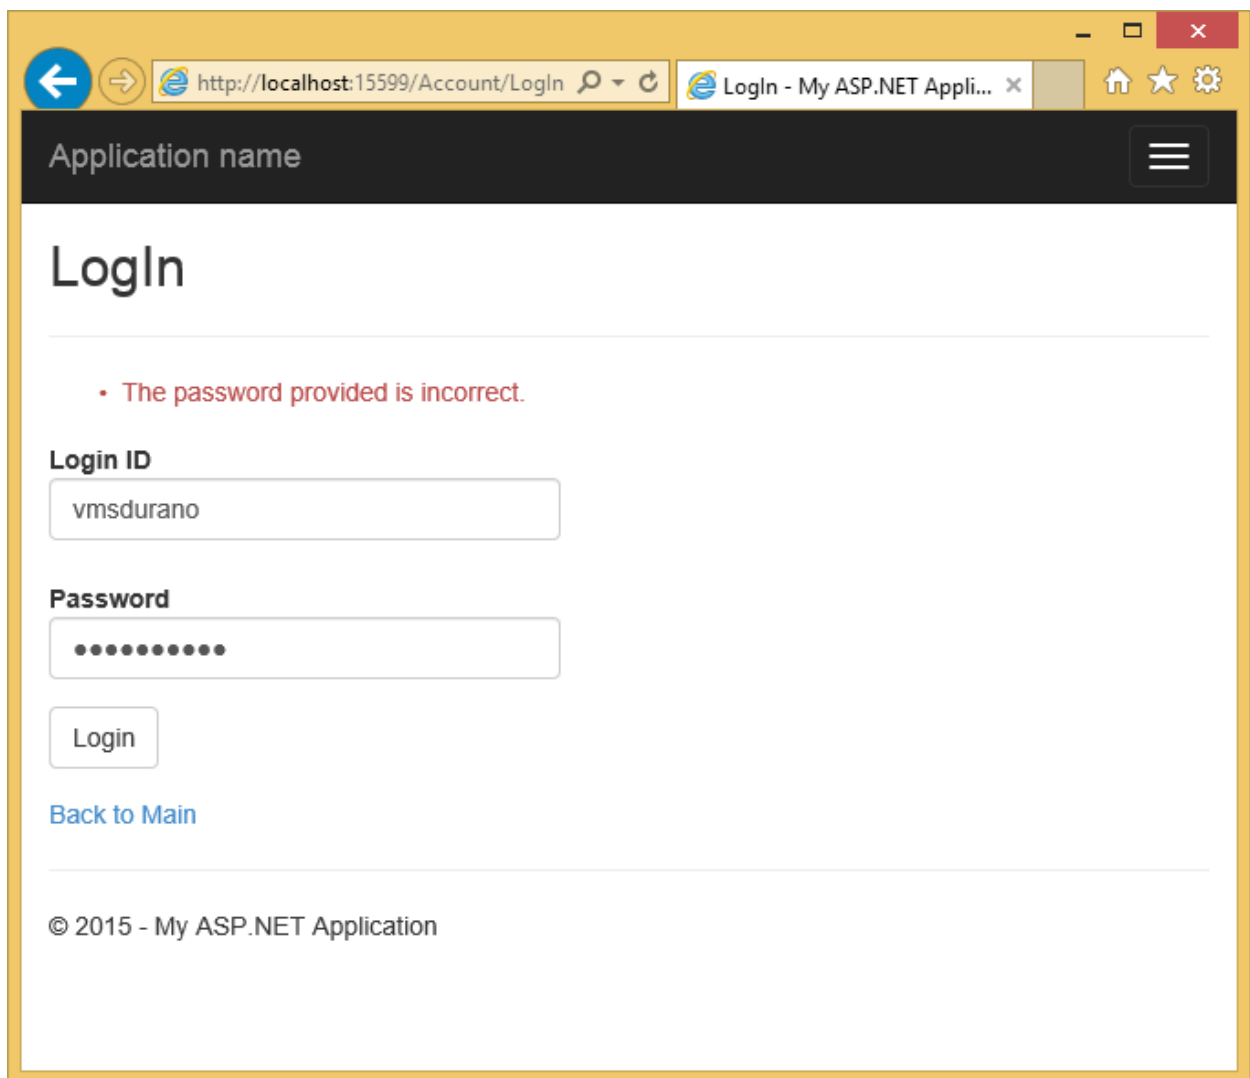 http://localhost:15599/Account/LogIn
LogIn - My ASP.NET Appli...
Application name
LogIn
• The password provided is incorrect.
Login ID
vmsdurano
Password
●●●●●●●●●●
Login
Back to Main
© 2015 - My ASP.NET Application